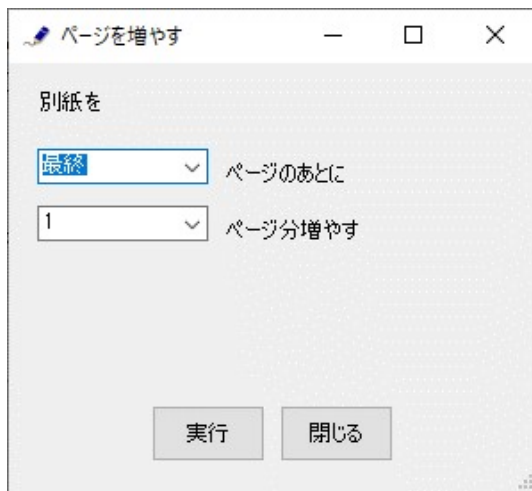 ページを増やす
別紙を
最終 ページのあとに
1 ページ分増やす
実行 閉じる